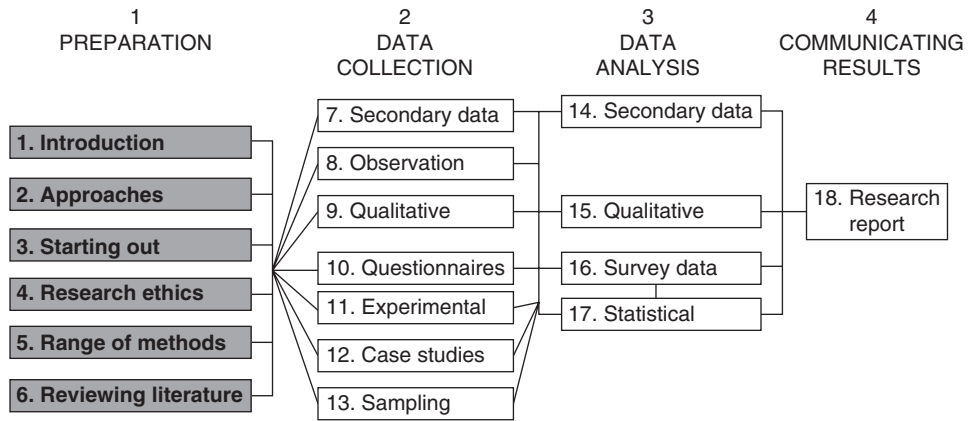 1
PREPARATION
2
DATA
COLLECTION
3
DATA
ANALYSIS
4
COMMUNICATING
RESULTS
1. Introduction
2. Approaches
3. Starting out
4. Research ethics
5. Range of methods
6. Reviewing literature
7. Secondary data
8. Observation
9. Qualitative
10. Questionnaires
11. Experimental
12. Case studies
13. Sampling
14. Secondary data
15. Qualitative
16. Survey data
17. Statistical
18. Research
report